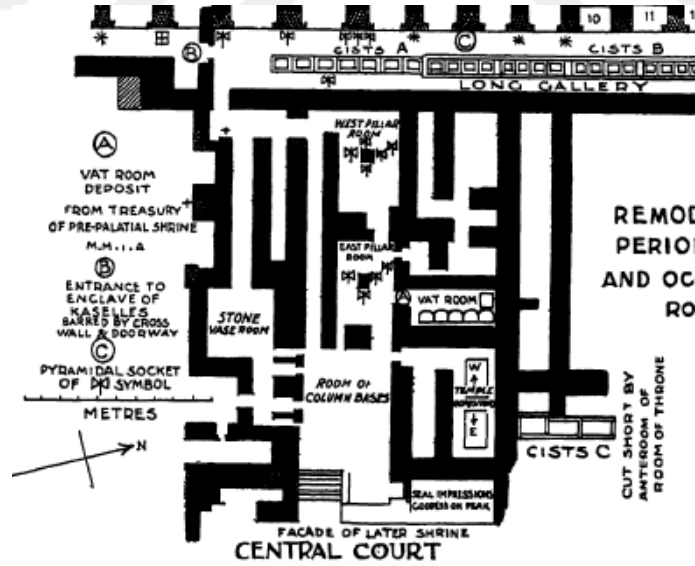 10
11
B
CISTS A
C
CISTS B
LONG GALLERY
WEST PILLAR
ROOM
A
VAT ROOM
DEPOSIT
FROM TREASURY
OF PRE-PALATIAL SHRINE
M.M.I.A
B
ENTRANCE TO
ENCLAVE OF
KASELLES
BARRED BY CROSS
WALL & DOORWAY
C
PYRAMIDAL SOCKET
OF SYMBOL
METRES
N
EAST PILLAR
ROOM
A VAT ROOM
STONE
VASE ROOM
ROOM OF
COLUMN BASES
W
TEMPLE
E
CISTS C
SEAL IMPRESSIONS
GODDESS ON PEAK
FACADE OF LATER SHRINE
CENTRAL COURT
REMOD
PERIO
AND OC
RO
CUT SHORT BY
ANTEROOM OF
ROOM OF THRONE